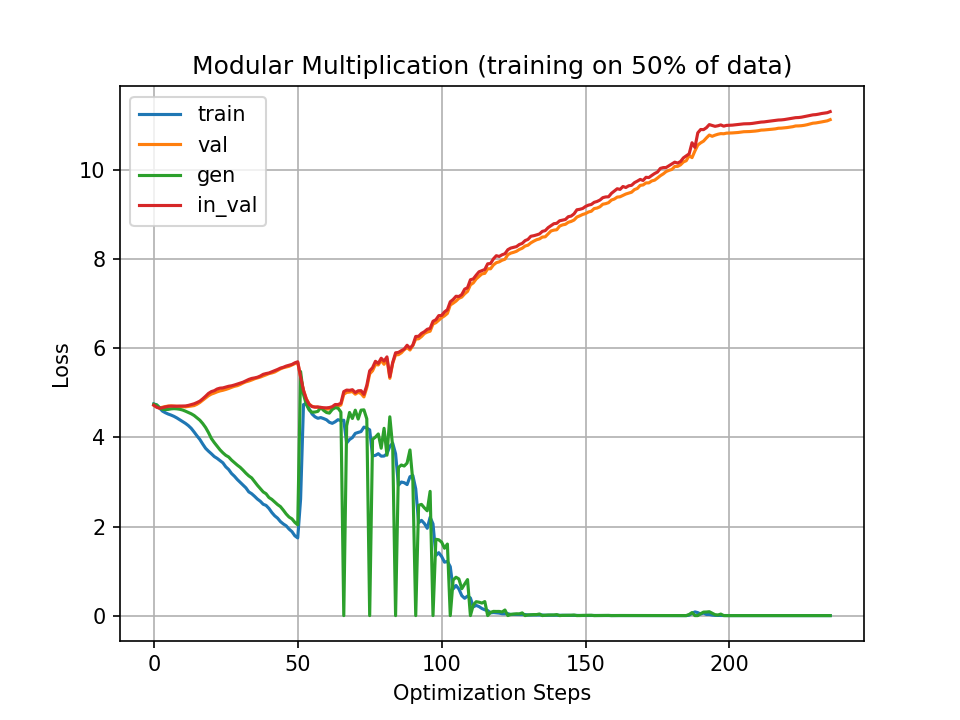 Modular Multiplication (training on 50% of data)
train
val
gen
in_val
10
8
6
4
2
0
Loss
0 50 100 150 200
Optimization Steps